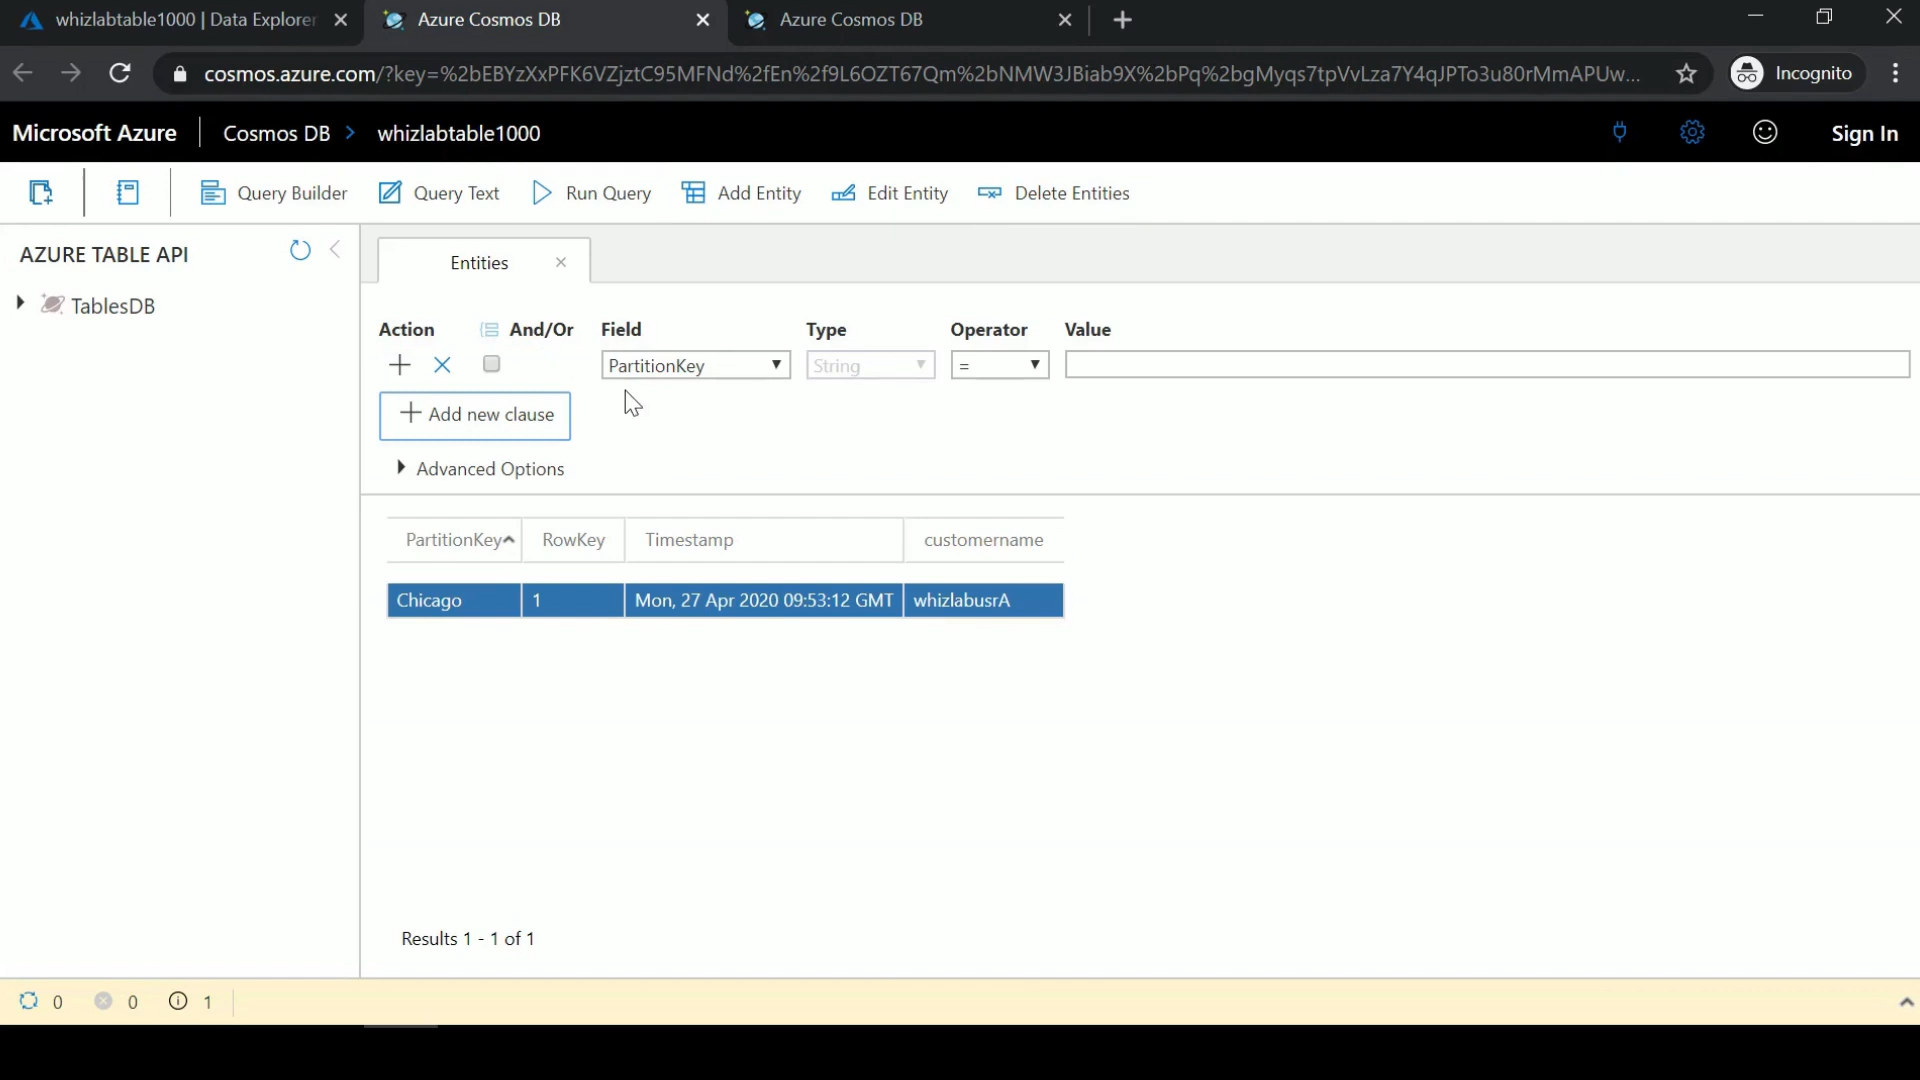 whizlabtable1000 | Data Explorer
Azure Cosmos DB
Azure Cosmos DB
cosmos.azure.com/?key=%2bEBYzXxPFK6VZjztC95MFNd%2fEn%2f9L6OZT67Qm%2bNMW3JBiab9X%2bPq%2bgMyqs7tpVvLza7Y4qJPTo3u80rMmAPUw...
Incognito
Microsoft Azure
Cosmos DB > whizlabtable1000
Sign In
Query Builder
Query Text
Run Query
Add Entity
Edit Entity
Delete Entities
AZURE TABLE API
TablesDB
Entities
Action And/Or Field Type Operator Value
PartitionKey String =
Add new clause
Advanced Options
PartitionKey RowKey Timestamp customername
Chicago 1 Mon, 27 Apr 2020 09:53:12 GMT whizlabusrA
Results 1 - 1 of 1
0 0 1